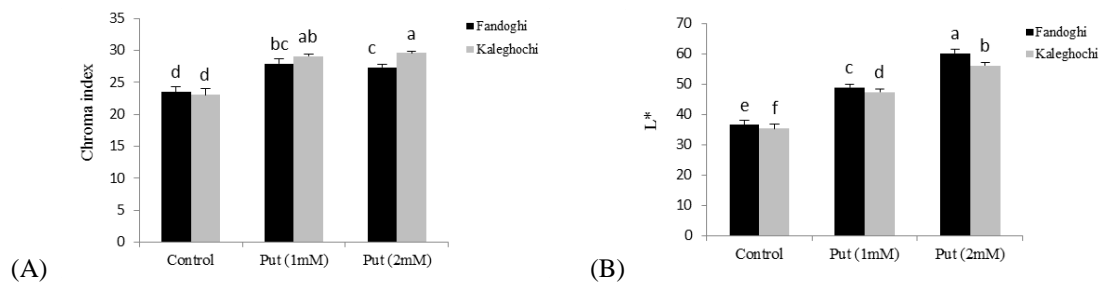 35
30
25
20
15
10
5
0
Chroma index
d d
bc ab
c a
Control Put (1mM) Put (2mM)
Fandoghi
Kaleghochi
(A)
70
60
50
40
30
20
10
0
L*
e f
c d
a b
Control Put (1mM) Put (2mM)
Fandoghi
Kaleghochi
(B)